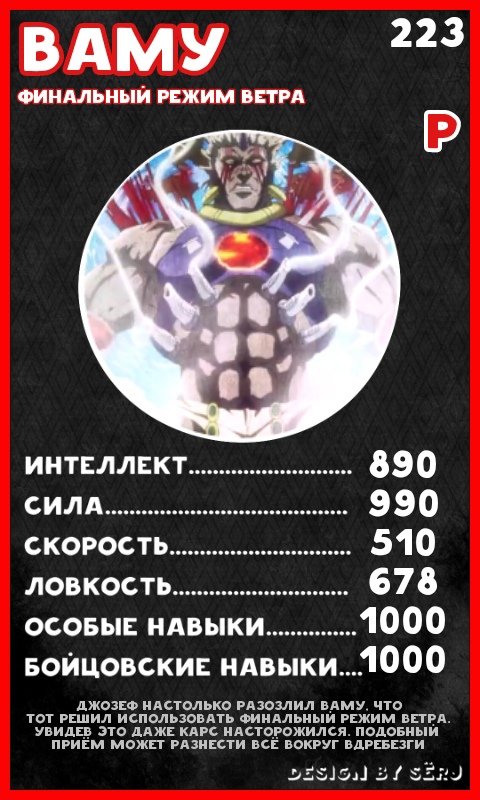 ВАМУ
223
ФИНАЛЬНЫЙ РЕЖИМ ВЕТРА
Р
ИНТЕЛЛЕКТ............................... 890
СИЛА.............................................. 990
СКОРОСТЬ.................................. 510
ЛОВКОСТЬ................................. 678
ОСОБЫЕ НАВЫКИ................1000
БОЙЦОВСКИЕ НАВЫКИ....1000
ДЖОЗЕФ НАСТОЛЬКО РАЗОЗЛИЛ ВАМУ, ЧТО
ТОТ РЕШИЛ ИСПОЛЬЗОВАТЬ ФИНАЛЬНЫЙ РЕЖИМ ВЕТРА.
УВИДЕВ ЭТО ДАЖЕ КАРС НАСТОРОЖИЛСЯ. ПОДОБНЫЙ
ПРИЁМ МОЖЕТ РАЗНЕСТИ ВСЁ ВОКРУГ ВДРЕБЕЗГИ
DESIGN BY SЁRJ